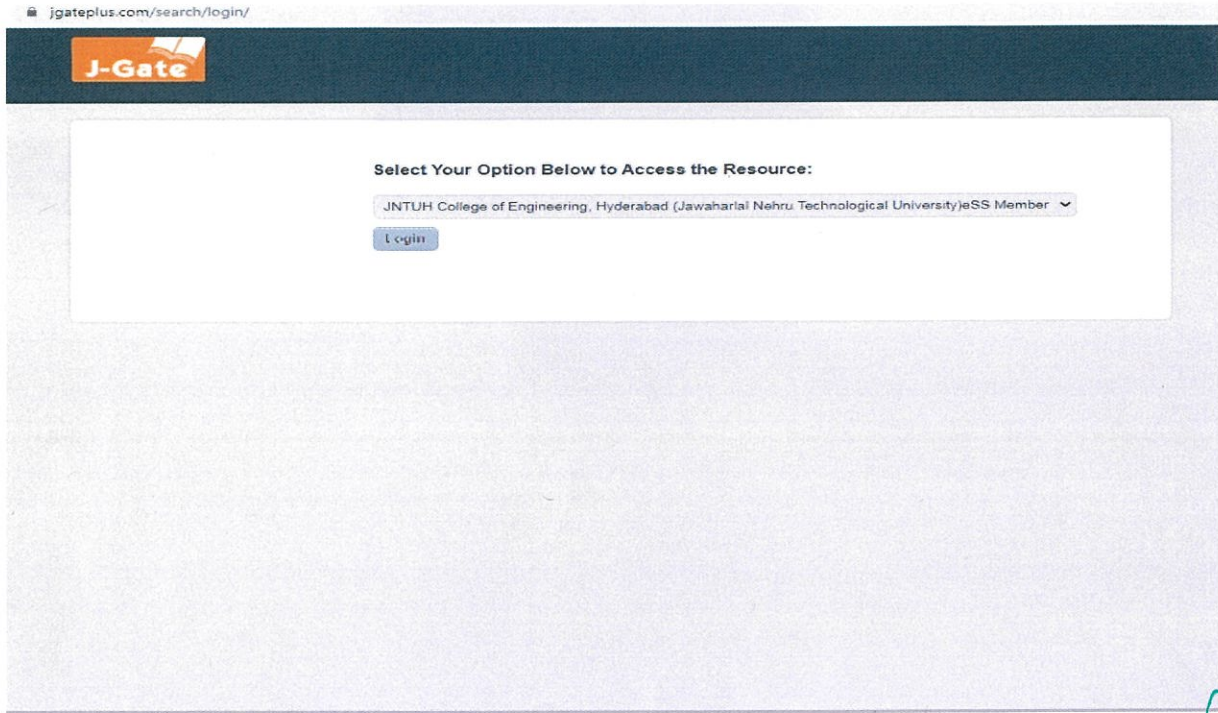 jgateplus.com/search/login/
J-Gate
Select Your Option Below to Access the Resource:
JNTUH College of Engineering, Hyderabad (Jawaharlal Nehru Technological University)eSS Member
Login